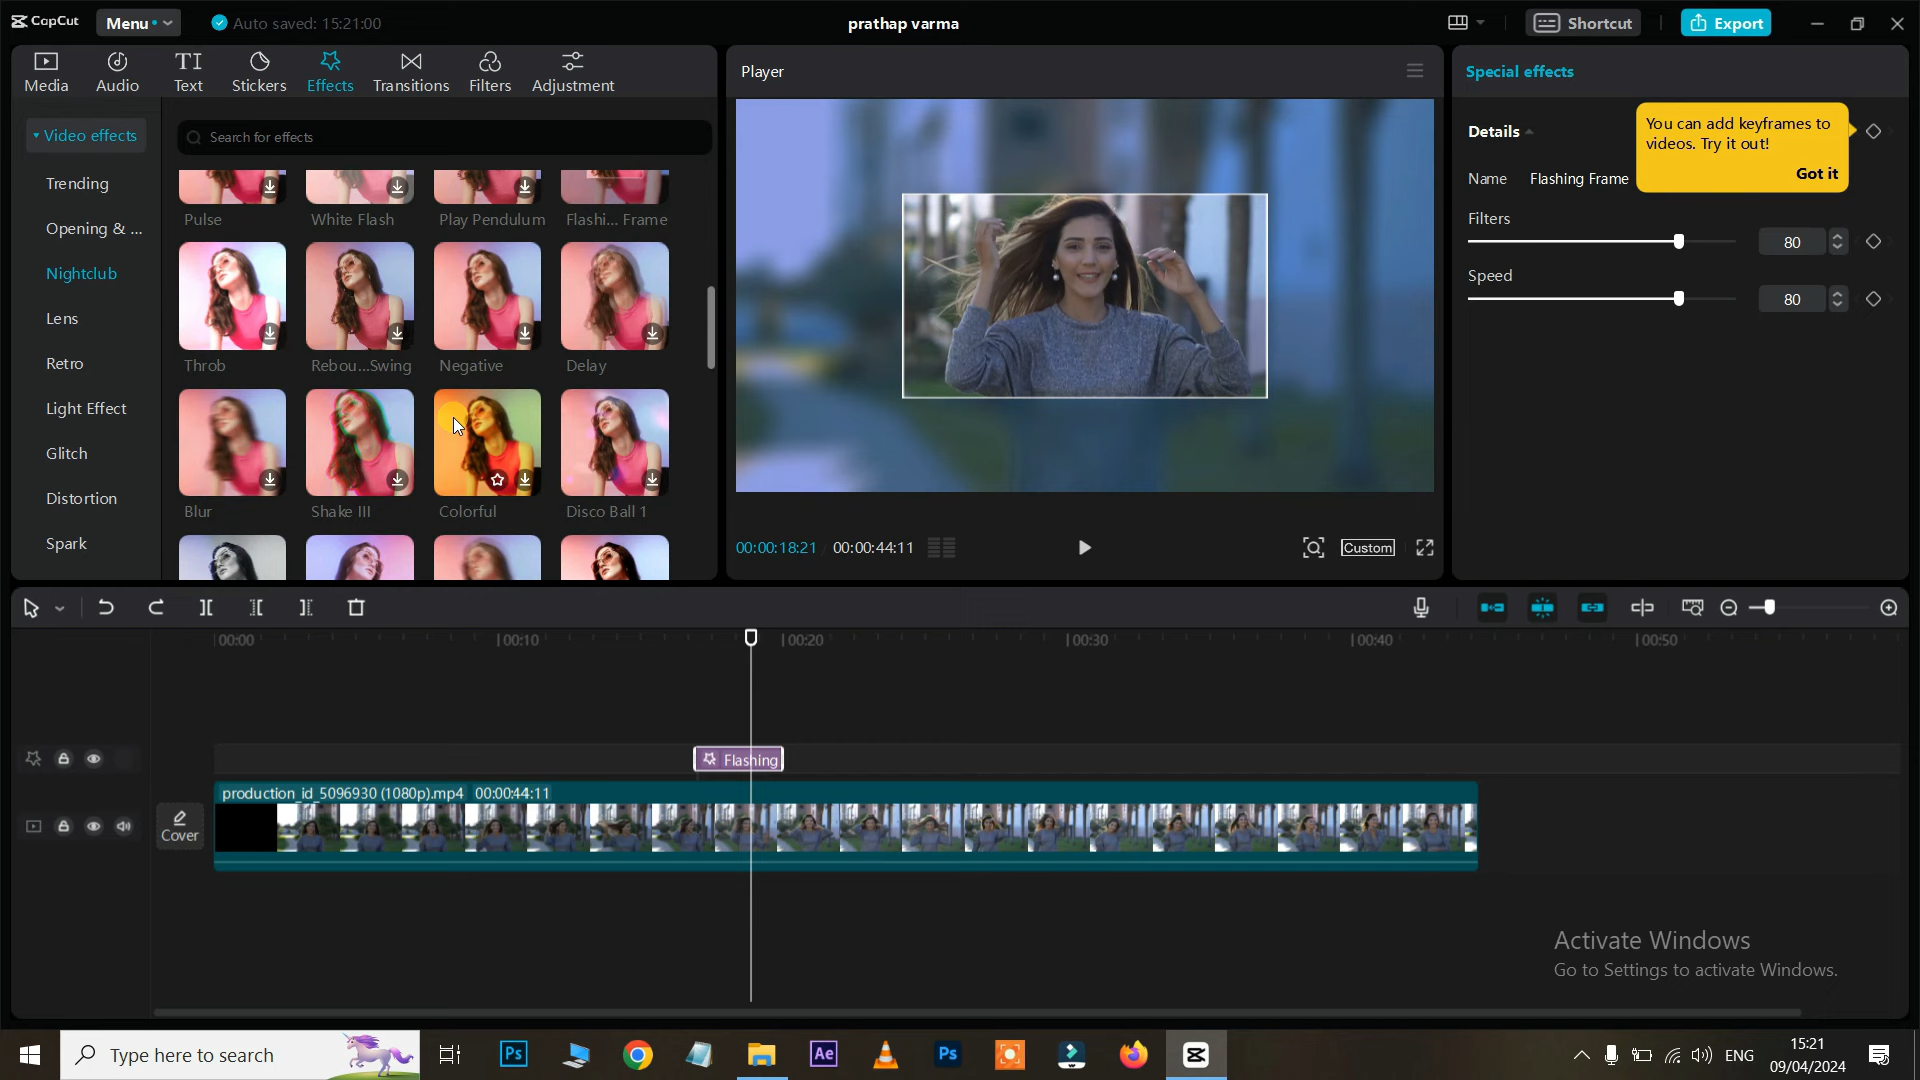 CapCut
Menu
Auto saved: 15:21:00
prathap varma
Shortcut
Export
Media
Audio
TI
Text
Stickers
Effects
Transitions
Filters
Adjustment
Player
Special effects
Video effects
Search for effects
Trending
Opening & ...
Nightclub
Lens
Retro
Light Effect
Glitch
Distortion
Spark
Pulse
White Flash
Play Pendulum
Flashi... Frame
Throb
Rebou...Swing
Negative
Delay
Blur
Shake III
Colorful
Disco Ball 1
00:00:18:21
00:00:44:11
Custom
Details
You can add keyframes to
videos. Try it out!
Got it
Name
Flashing Frame
Filters
80
Speed
80
00:00
00:10
00:20
00:30
00:40
00:50
Flashing
production_id_5096930 (1080p).mp4
00:00:44:11
Cover
Activate Windows
Go to Settings to activate Windows.
Type here to search
Ps
Ae
Ps
ENG
15:21
09/04/2024